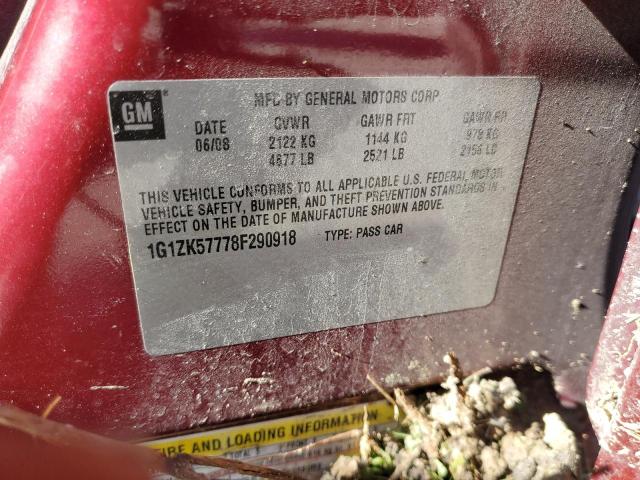 GM
MFD BY GENERAL MOTORS CORP
DATE GVWR GAWR FRT GAWR RR
06/08 2122 KG 1144 KG 979 KG
4677 LB 2521 LB 2156 LB
THIS VEHICLE CONFORMS TO ALL APPLICABLE U.S. FEDERAL MOTOR
VEHICLE SAFETY, BUMPER, AND THEFT PREVENTION STANDARDS IN
EFFECT ON THE DATE OF MANUFACTURE SHOWN ABOVE.
1G1ZK57778F290918 TYPE: PASS CAR
TIRE AND LOADING INFORMATION